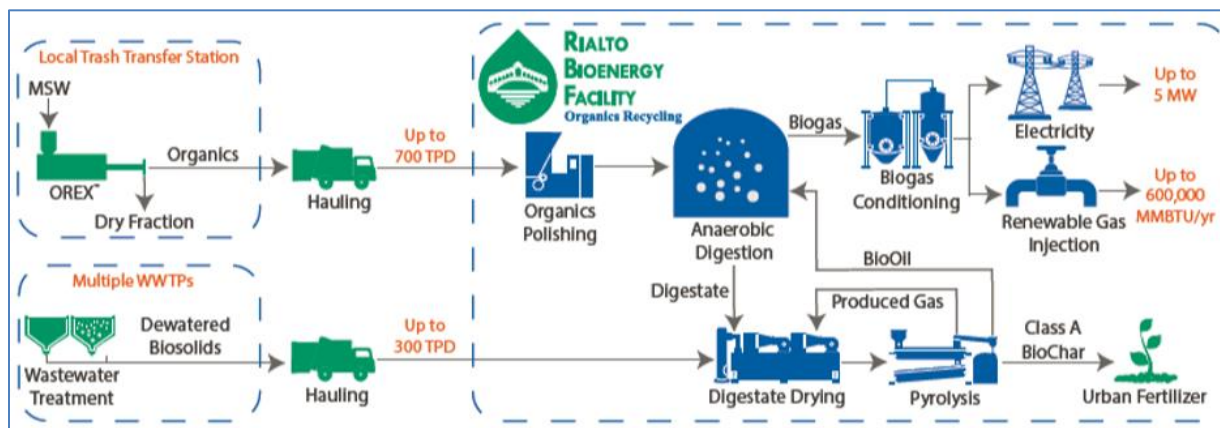 Local Trash Transfer Station
MSW
OREX™
Organics
Dry Fraction
Hauling
Up to
700 TPD
RIALTO
BIOENERGY
FACILITY
Organics Recycling
Organics
Polishing
Anaerobic
Digestion
Biogas
Biogas
Conditioning
Electricity
Up to
5 MW
Renewable Gas
Injection
Up to
600,000
MMBTU/yr
Multiple WWTPs
Dewatered
Biosolids
Wastewater
Treatment
Hauling
Up to
300 TPD
Digestate
BioOil
Produced Gas
Digestate Drying
Pyrolysis
Class A
BioChar
Urban Fertilizer